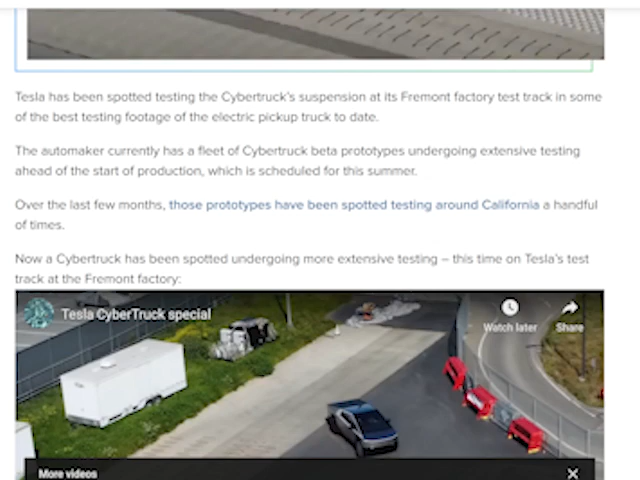 Tesla has been spotted testing the Cybertruck's suspension at its Fremont factory test track in some
of the best testing footage of the electric pickup truck to date.
The automaker currently has a fleet of Cybertruck beta prototypes undergoing extensive testing
ahead of the start of production, which is scheduled for this summer.
Over the last few months, those prototypes have been spotted testing around California a handful
of times.
Now a Cybertruck has been spotted undergoing more extensive testing – this time on Tesla's test
track at the Fremont factory:
Tesla CyberTruck special
Watch later
Share
More videos